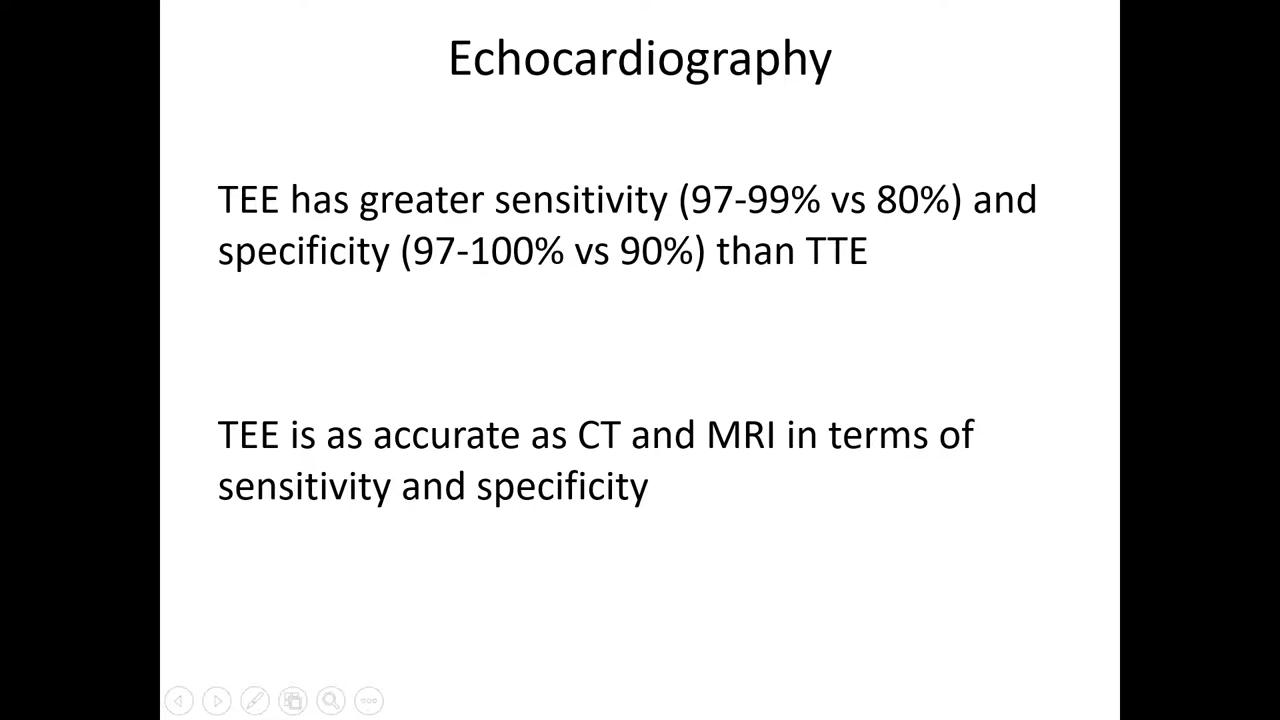 Echocardiography
TEE has greater sensitivity (97-99% vs 80%) and
specificity (97-100% vs 90%) than TTE
TEE is as accurate as CT and MRI in terms of
sensitivity and specificity